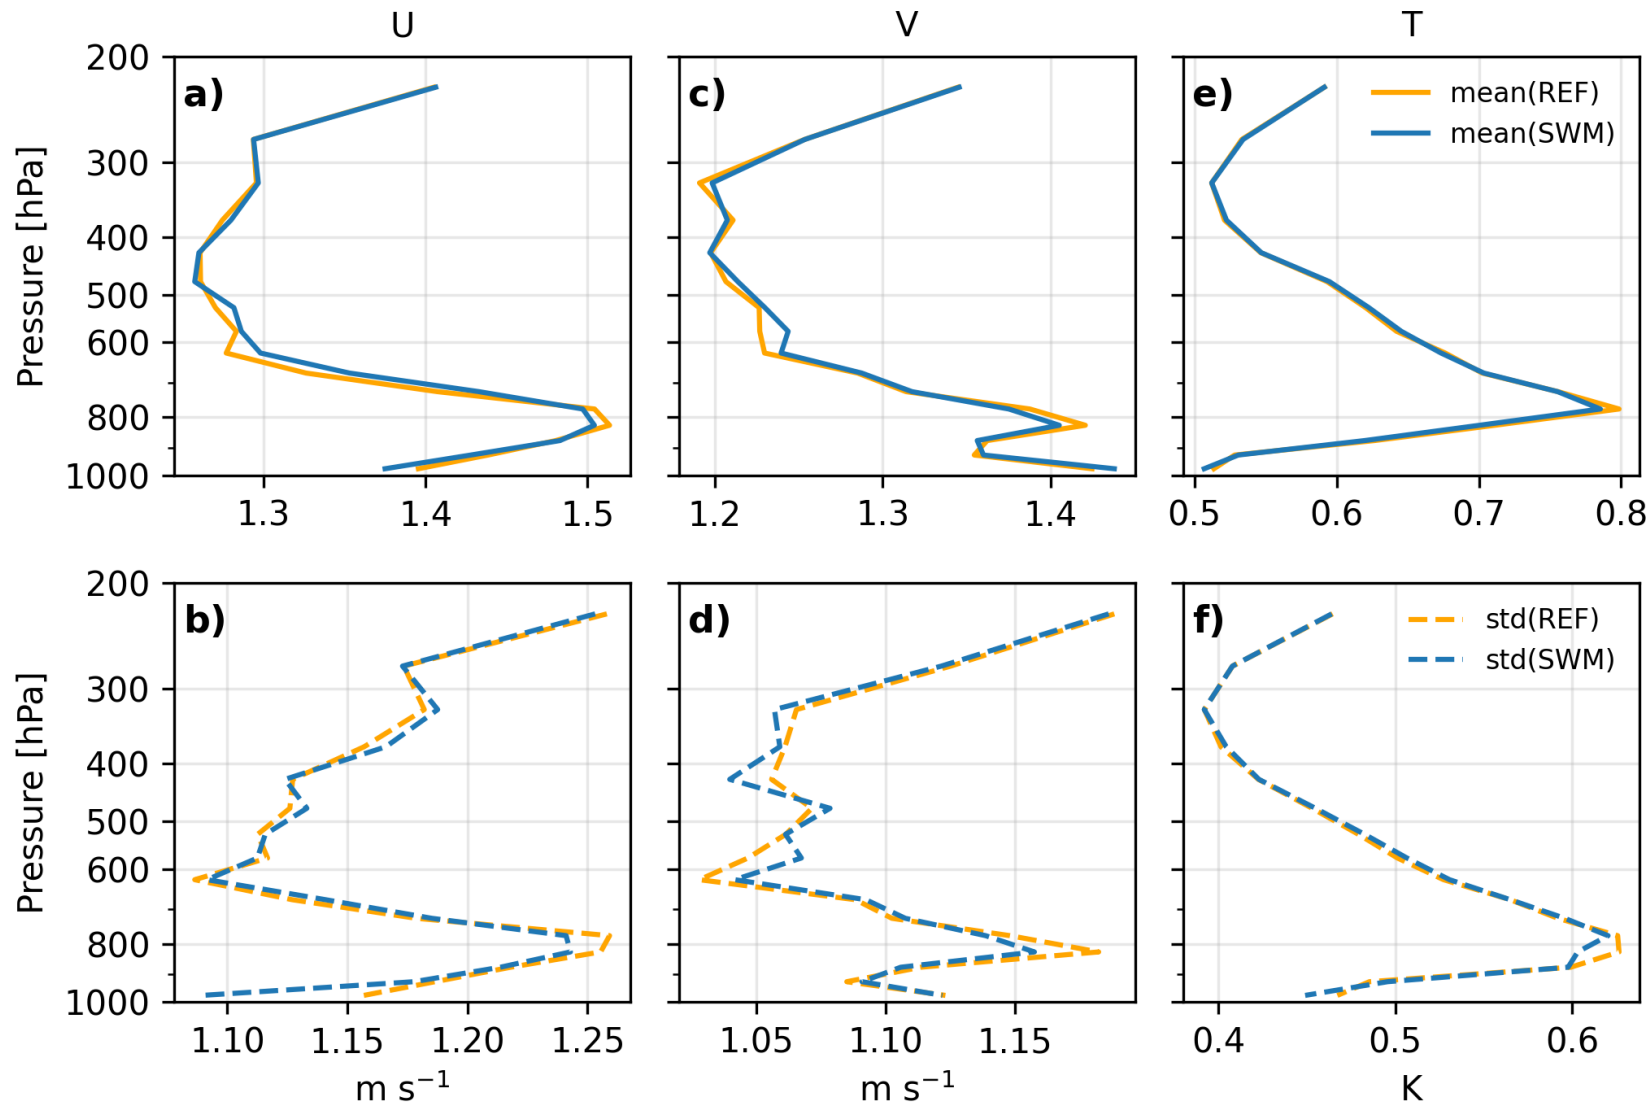 U
V
T
a)
c)
e)
mean(REF)
mean(SWM)
Pressure [hPa]
200
300
400
500
600
800
1000
1.3
1.4
1.5
1.2
1.3
1.4
0.5
0.6
0.7
0.8
b)
d)
f)
std(REF)
std(SWM)
Pressure [hPa]
200
300
400
500
600
800
1000
1.10
1.15
1.20
1.25
1.05
1.10
1.15
0.4
0.5
0.6
m s⁻¹
m s⁻¹
K